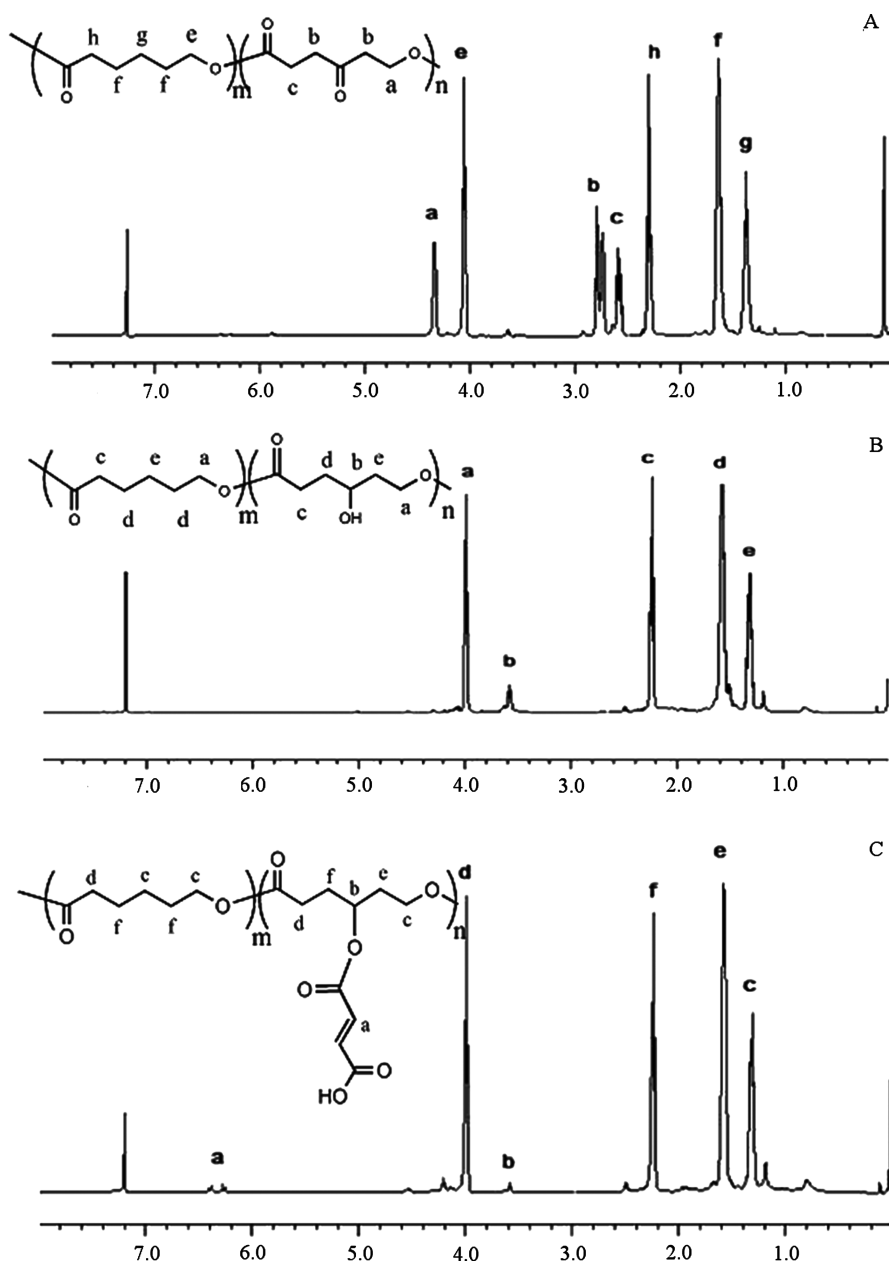 A
h g e O b b O
O f f m c O a n
a e b c h f g
7.0 6.0 5.0 4.0 3.0 2.0 1.0
B
c e a O d b e O
O d d m c OH a n
a b c d e
7.0 6.0 5.0 4.0 3.0 2.0 1.0
C
d c c O f b e O
O f f m d c n
O
O a
O
HO
a d b f e c
7.0 6.0 5.0 4.0 3.0 2.0 1.0